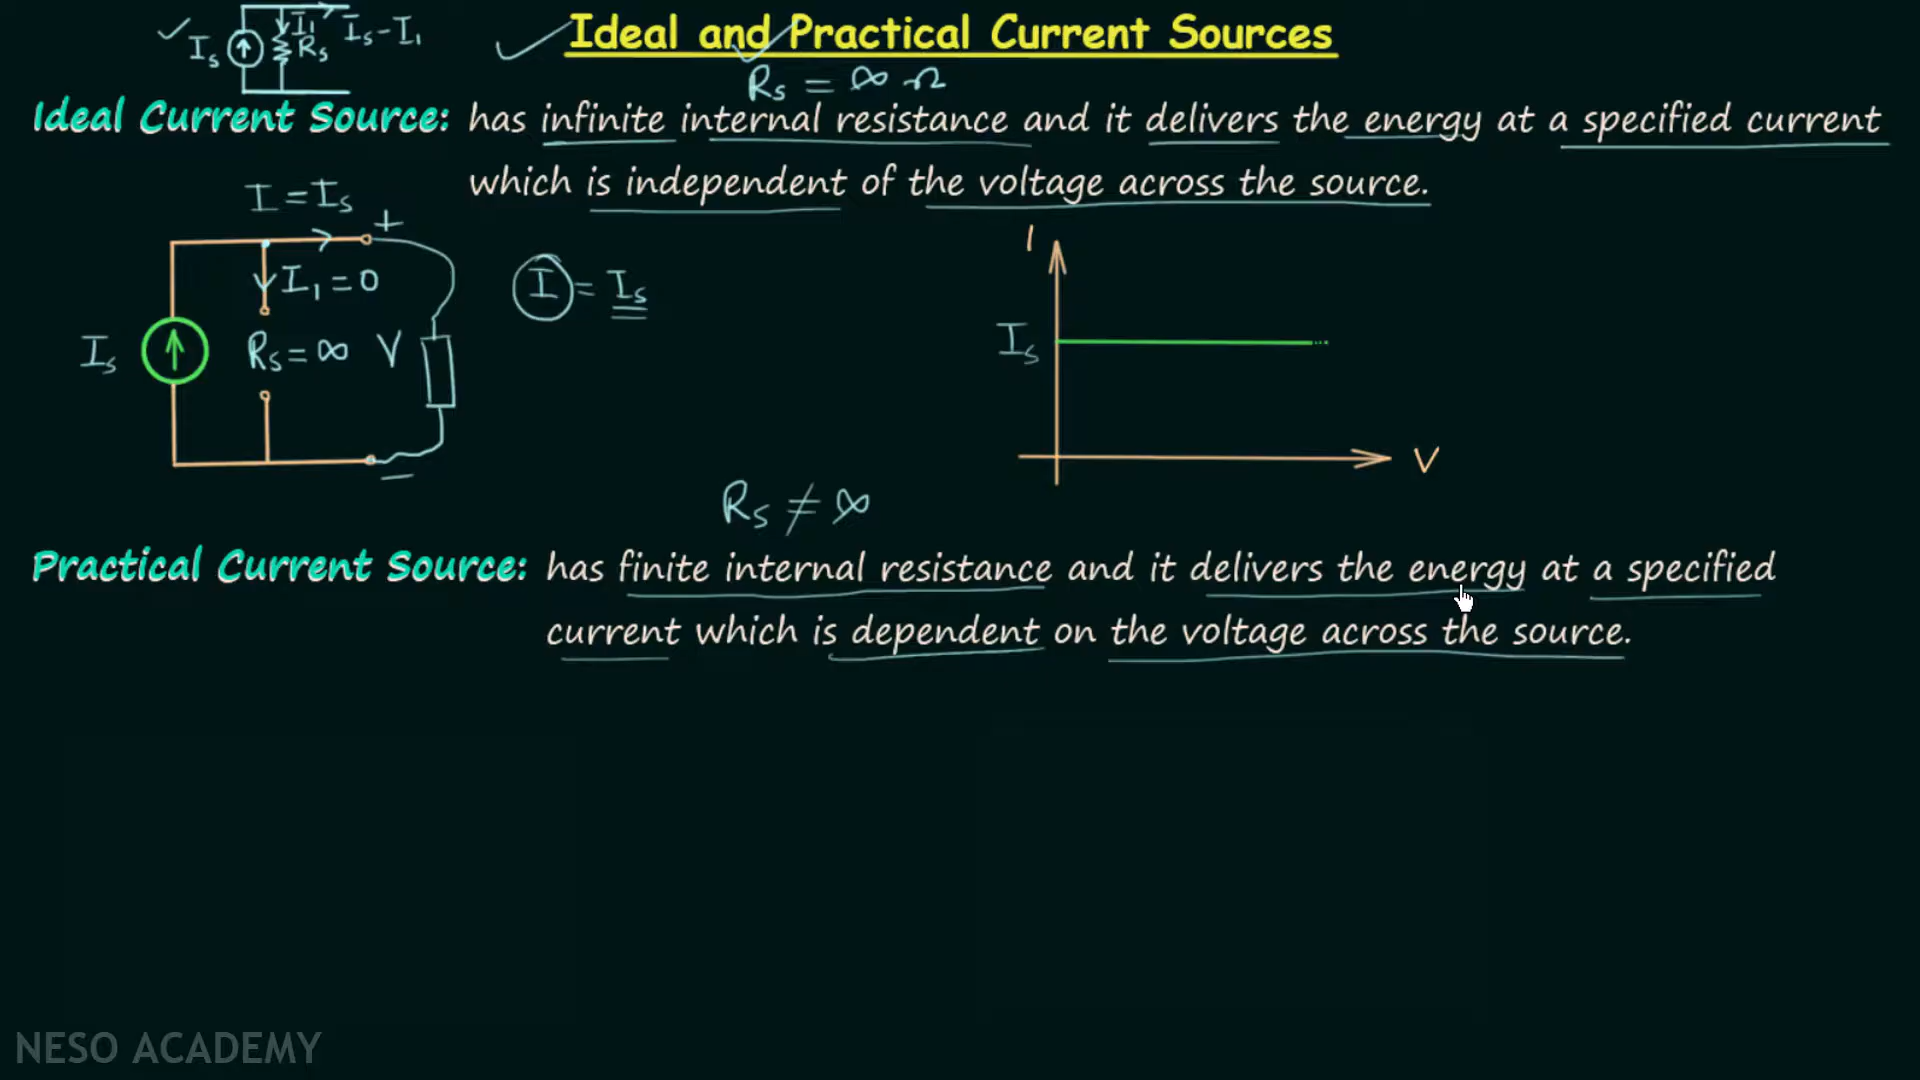 Is I1 Rs Is-I1
Ideal and Practical Current Sources
Rs = ∞ Ω
Ideal Current Source: has infinite internal resistance and it delivers the energy at a specified current
which is independent of the voltage across the source.
I = Is
+
I1 = 0
I = Is
Is
Rs = ∞ V
-
I
Is
V
Rs ≠ ∞
Practical Current Source: has finite internal resistance and it delivers the energy at a specified
current which is dependent on the voltage across the source.
NESO ACADEMY